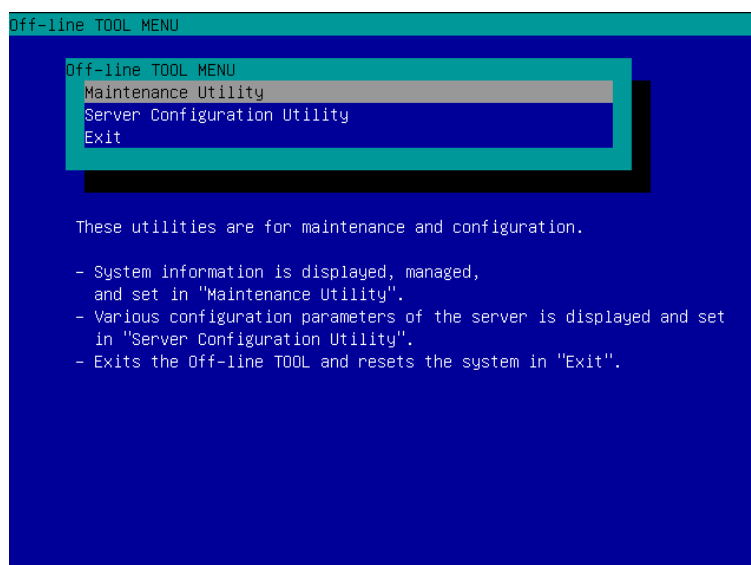 Off-line TOOL MENU
Off-line TOOL MENU
Maintenance Utility
Server Configuration Utility
Exit
These utilities are for maintenance and configuration.
- System information is displayed, managed,
and set in "Maintenance Utility".
- Various configuration parameters of the server is displayed and set
in "Server Configuration Utility".
- Exits the Off-line TOOL and resets the system in "Exit".